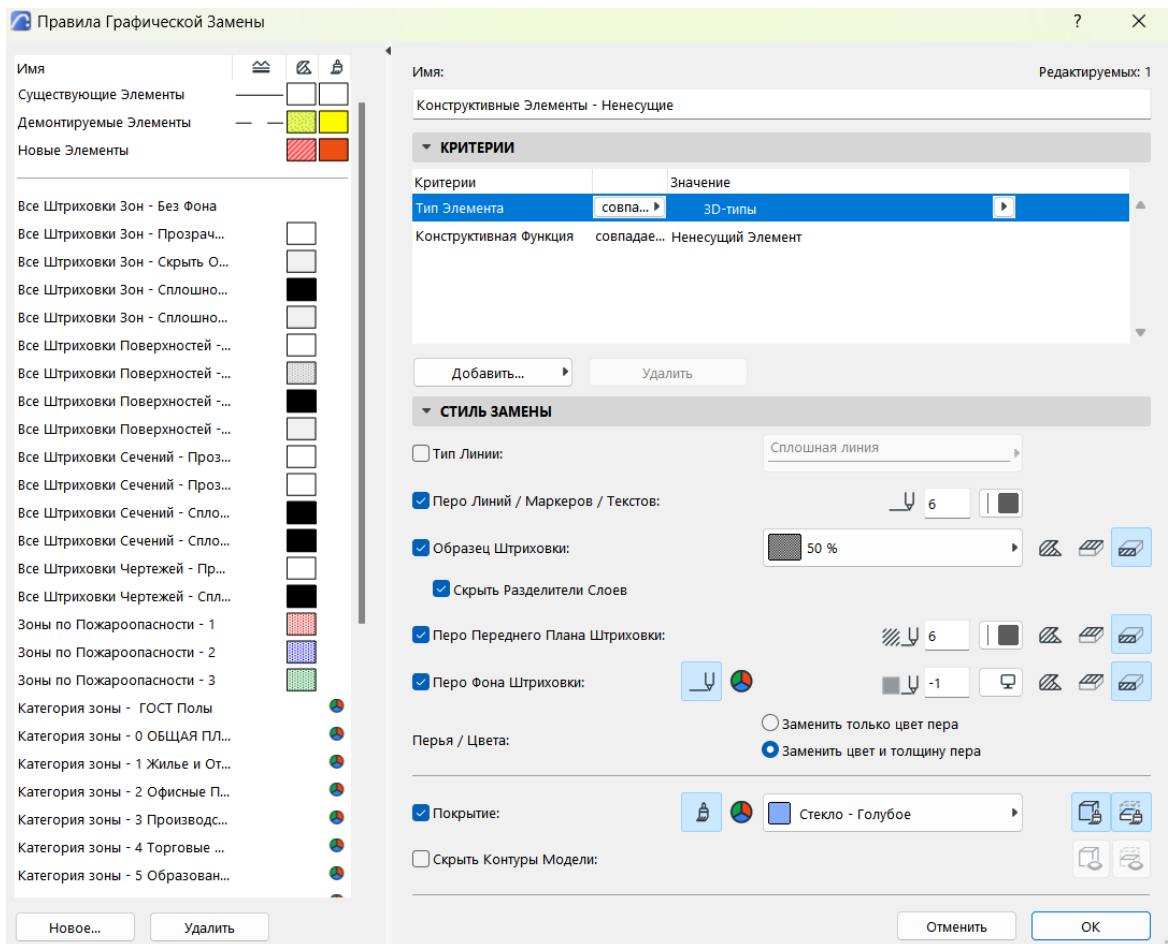 Правила Графической Замены
?
Имя
Существующие Элементы
Демонтируемые Элементы
Новые Элементы
Все Штриховки Зон - Без Фона
Все Штриховки Зон - Прозрач...
Все Штриховки Зон - Скрыть О...
Все Штриховки Зон - Сплошно...
Все Штриховки Зон - Сплошно...
Все Штриховки Поверхностей -...
Все Штриховки Поверхностей -...
Все Штриховки Поверхностей -...
Все Штриховки Поверхностей -...
Все Штриховки Сечений - Проз...
Все Штриховки Сечений - Проз...
Все Штриховки Сечений - Спло...
Все Штриховки Сечений - Спло...
Все Штриховки Чертежей - Пр...
Все Штриховки Чертежей - Спл...
Зоны по Пожароопасности - 1
Зоны по Пожароопасности - 2
Зоны по Пожароопасности - 3
Категория зоны -  ГОСТ Полы
Категория зоны - 0 ОБЩАЯ ПЛ...
Категория зоны - 1 Жилье и От...
Категория зоны - 2 Офисные П...
Категория зоны - 3 Производс...
Категория зоны - 4 Торговые ...
Категория зоны - 5 Образован...
Новое...
Удалить
Имя:
Редактируемых: 1
Конструктивные Элементы - Ненесущие
КРИТЕРИИ
Критерии Значение
Тип Элемента совпа... 3D-типы
Конструктивная Функция совпадае... Ненесущий Элемент
Добавить... Удалить
СТИЛЬ ЗАМЕНЫ
Тип Линии: Сплошная линия
Перо Линий / Маркеров / Текстов: 6
Образец Штриховки: 50 %
Скрыть Разделители Слоев
Перо Переднего Плана Штриховки: 6
Перо Фона Штриховки: -1
Заменить только цвет пера
Перья / Цвета:
Заменить цвет и толщину пера
Покрытие: Стекло - Голубое
Скрыть Контуры Модели:
Отменить OK